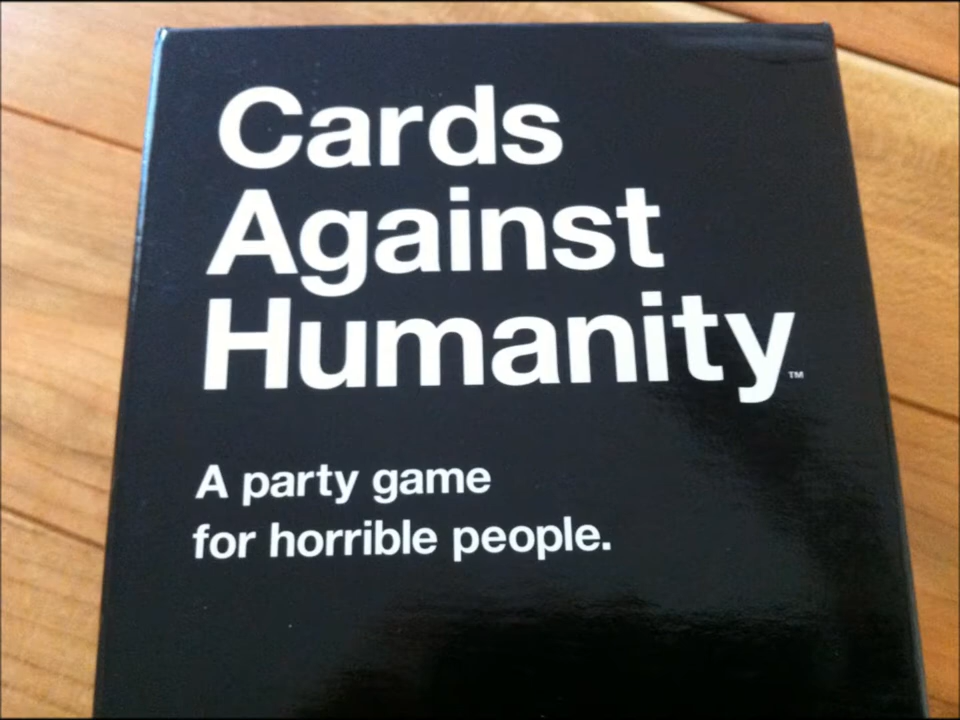 Cards
Against
Humanity™
A party game
for horrible people.